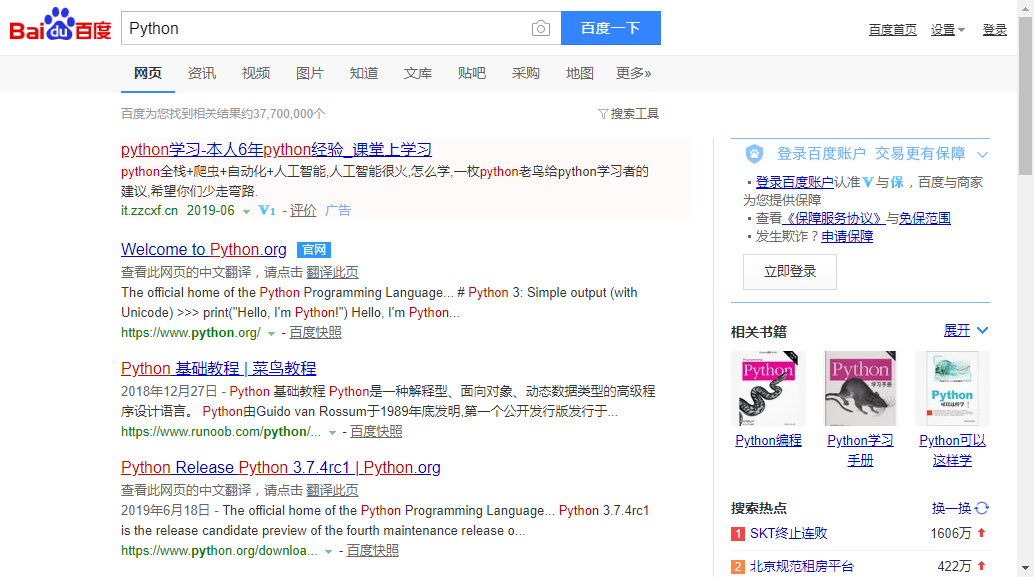 Bai du 百度
Python
百度一下
百度首页 设置 登录
网页 资讯 视频 图片 知道 文库 贴吧 采购 地图 更多»
百度为您找到相关结果约37,700,000个
搜索工具
python学习-本人6年python经验_课堂上学习
python全栈+爬虫+自动化+人工智能,人工智能很火,怎么学,一枚python老鸟给python学习者的
建议,希望你们少走弯路.
it.zzcxf.cn 2019-06 V1 - 评价 广告
Welcome to Python.org 官网
查看此网页的中文翻译，请点击 翻译此页
The official home of the Python Programming Language... # Python 3: Simple output (with
Unicode) >>> print("Hello, I'm Python!") Hello, I'm Python...
https://www.python.org/ - 百度快照
Python 基础教程 | 菜鸟教程
2018年12月27日 - Python 基础教程 Python是一种解释型、面向对象、动态数据类型的高级程
序设计语言。 Python由Guido van Rossum于1989年底发明,第一个公开发行版发行于...
https://www.runoob.com/python/... - 百度快照
Python Release Python 3.7.4rc1 | Python.org
查看此网页的中文翻译，请点击 翻译此页
2019年6月18日 - The official home of the Python Programming Language... Python 3.7.4rc1
is the release candidate preview of the fourth maintenance release o...
https://www.python.org/downloa... - 百度快照
登录百度账户 交易更有保障
· 登录百度账户认准V与保，百度与商家
为您提供保障
· 查看《保障服务协议》与免保范围
· 发生欺诈？申请保障
立即登录
相关书籍
展开
Python
Python
学习手册
Python
可以这样学
Python编程
Python学习
手册
Python可以
这样学
搜索热点
换一换
1 SKT终止连败 1606万
2 北京规范租房平台 422万